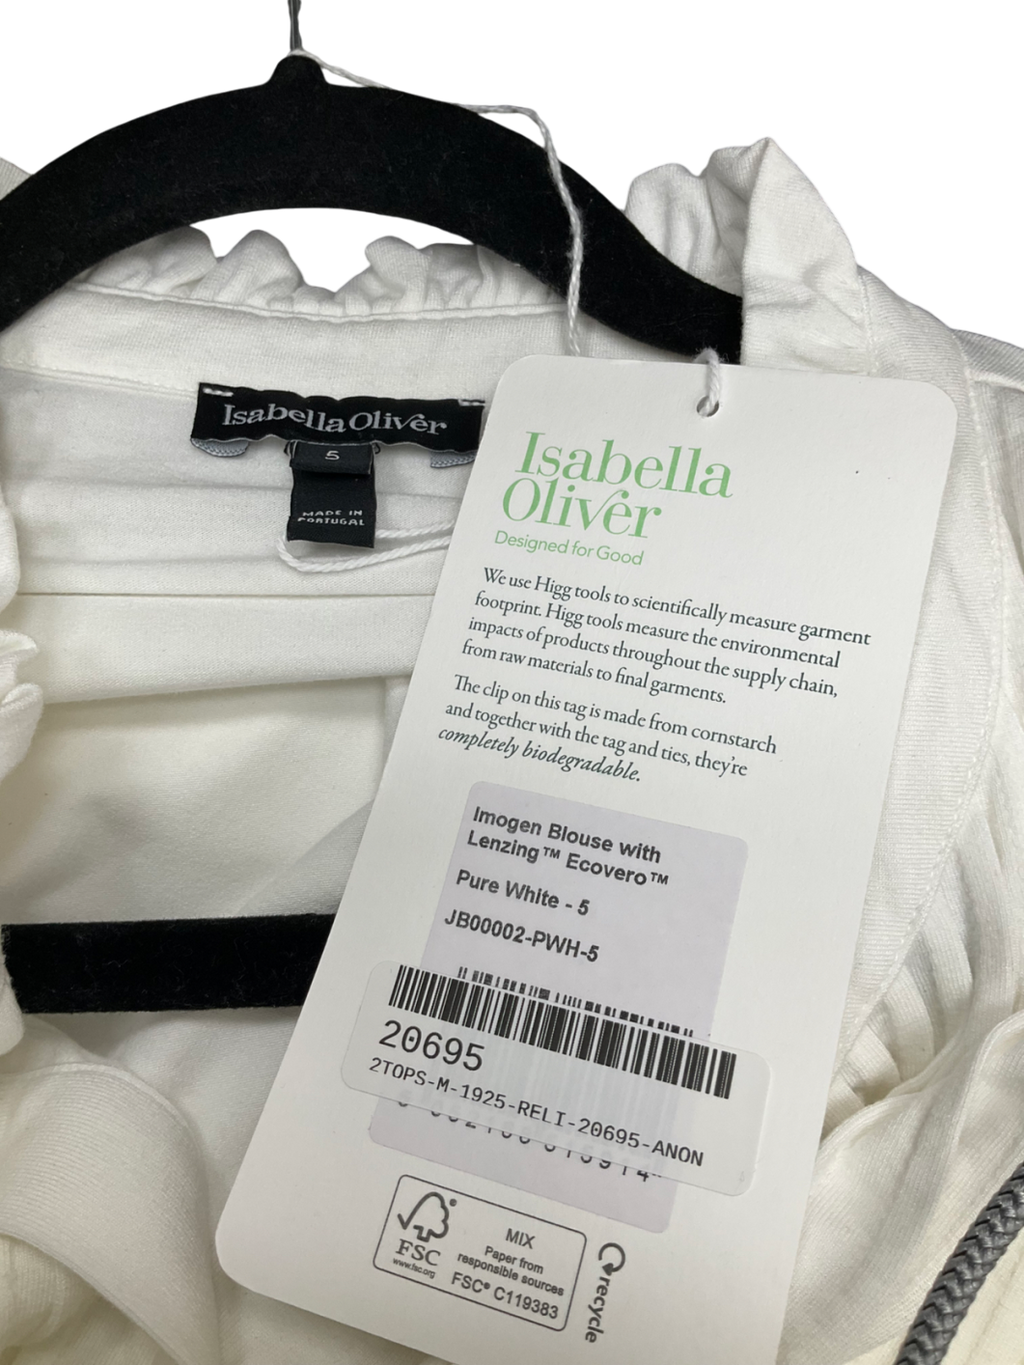 Isabella Oliver
5
MADE IN
PORTUGAL
Isabella
Oliver
Designed for Good
We use Higg tools to scientifically measure garment
footprint. Higg tools measure the environmental
impacts of products throughout the supply chain,
from raw materials to final garments.
The clip on this tag is made from cornstarch
and together with the tag and ties, they're
completely biodegradable.
Imogen Blouse with
Lenzing™ Ecovero™
Pure White - 5
JB00002-PWH-5
20695
2TOPS-M-1925-RELI-20695-ANON
FSC
www.fsc.org
MIX
Paper from
responsible sources
FSC® C119383
recycle